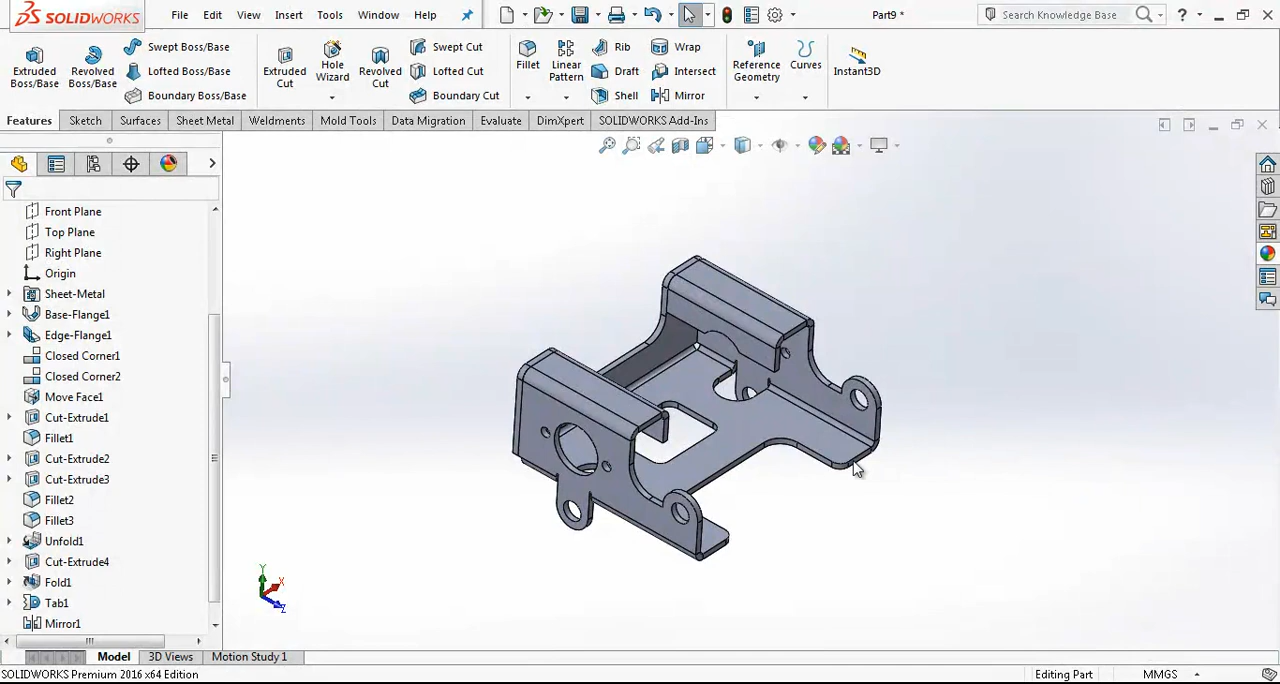 SOLIDWORKS File Edit View Insert Tools Window Help Part9 * Search Knowledge Base ?
Extruded Boss/Base
Revolved Boss/Base
Swept Boss/Base
Lofted Boss/Base
Boundary Boss/Base
Extruded Cut
Hole Wizard
Revolved Cut
Swept Cut
Lofted Cut
Boundary Cut
Fillet
Linear Pattern
Rib
Draft
Shell
Wrap
Intersect
Mirror
Reference Geometry
Curves
Instant3D
Features Sketch Surfaces Sheet Metal Weldments Mold Tools Data Migration Evaluate DimXpert SOLIDWORKS Add-Ins
Front Plane
Top Plane
Right Plane
Origin
Sheet-Metal
Base-Flange1
Edge-Flange1
Closed Corner1
Closed Corner2
Move Face1
Cut-Extrude1
Fillet1
Cut-Extrude2
Cut-Extrude3
Fillet2
Fillet3
Unfold1
Cut-Extrude4
Fold1
Tab1
Mirror1
Y
X
Z
Model 3D Views Motion Study 1
SOLIDWORKS Premium 2016 x64 Edition Editing Part MMGS